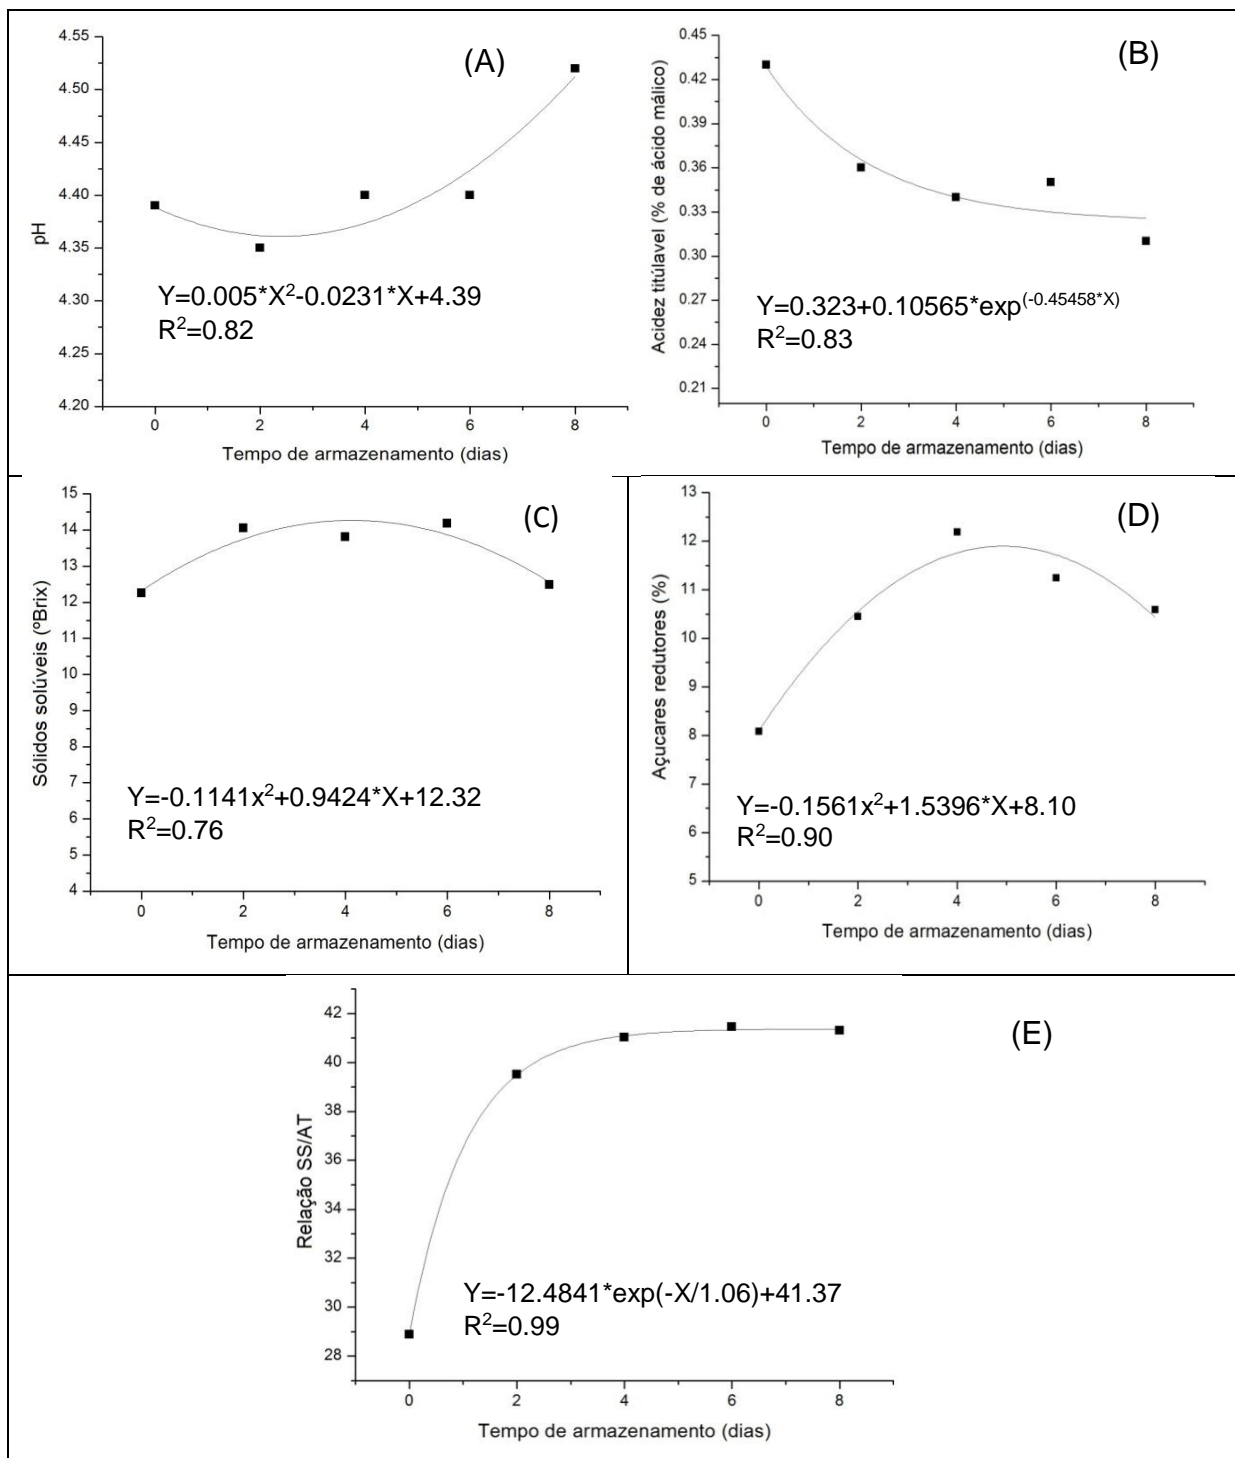 (A)
4.55
4.50
4.45
4.40
4.35
4.30
4.25
4.20
pH
Y=0.005*X²-0.0231*X+4.39
R²=0.82
0 2 4 6 8
Tempo de armazenamento (dias)
(B)
0.45
0.42
0.39
0.36
0.33
0.30
0.27
0.24
0.21
Acidez titúlavel (% de ácido málico)
Y=0.323+0.10565*exp(-0.45458*X)
R²=0.83
0 2 4 6 8
Tempo de armazenamento (dias)
(C)
15
14
13
12
11
10
9
8
7
6
5
4
Sólidos solúveis (ºBrix)
Y=-0.1141x²+0.9424*X+12.32
R²=0.76
0 2 4 6 8
Tempo de armazenamento (dias)
(D)
13
12
11
10
9
8
7
6
5
Açucares redutores (%)
Y=-0.1561x²+1.5396*X+8.10
R²=0.90
0 2 4 6 8
Tempo de armazenamento (dias)
(E)
42
40
38
36
34
32
30
28
Relação SS/AT
Y=-12.4841*exp(-X/1.06)+41.37
R²=0.99
0 2 4 6 8
Tempo de armazenamento (dias)